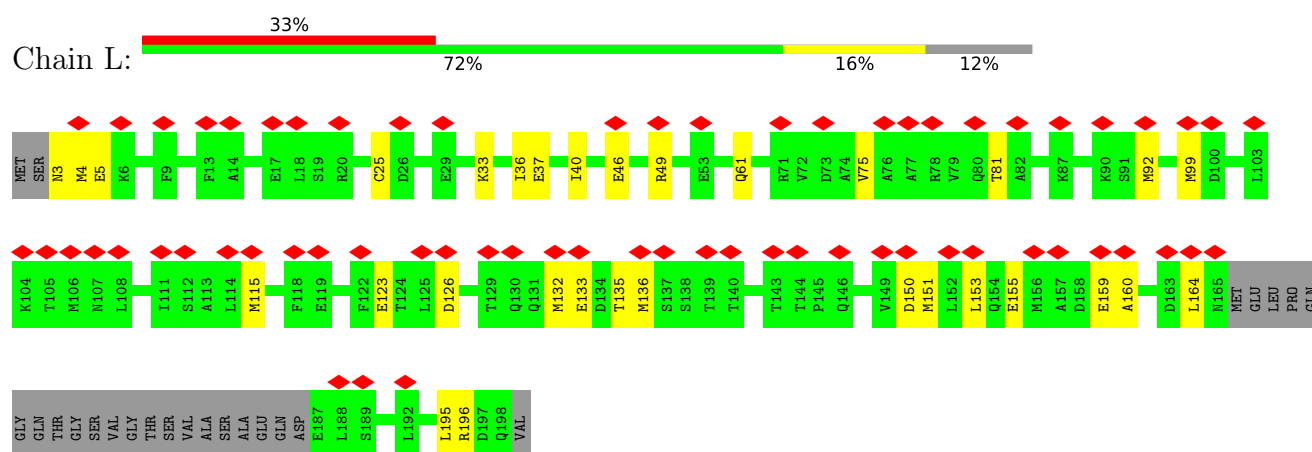 33%
Chain L:
72% 16% 12%
MET SER N3 M4 E5 K6 F9 F13 A14 E17 L18 S19 R20 C25 D26 E29 K33 I36 E37 I40 E46 R49 E53 Q61 R71 V72 D73 A74 V75 A76 A77 R78 V79 Q80 T81 A82 K87 K90 S91 M92 M99 D100 L103
K104 T105 M106 N107 L108 I111 S112 A113 L114 M115 F118 E119 F122 E123 T124 L125 D126 T129 Q130 Q131 M132 E133 D134 T135 M136 S137 S138 T139 T140 T143 T144 P145 Q146 V149 D150 M151 L152 L153 Q154 E155 M156 A157 D158 E159 A160 D163 L164 N165 MET GLU LEU PRO GLN
GLY GLN THR GLY SER VAL GLY THR SER VAL ALA SER ALA GLU GLN ASP E187 L188 S189 L192 L195 R196 D197 Q198 VAL